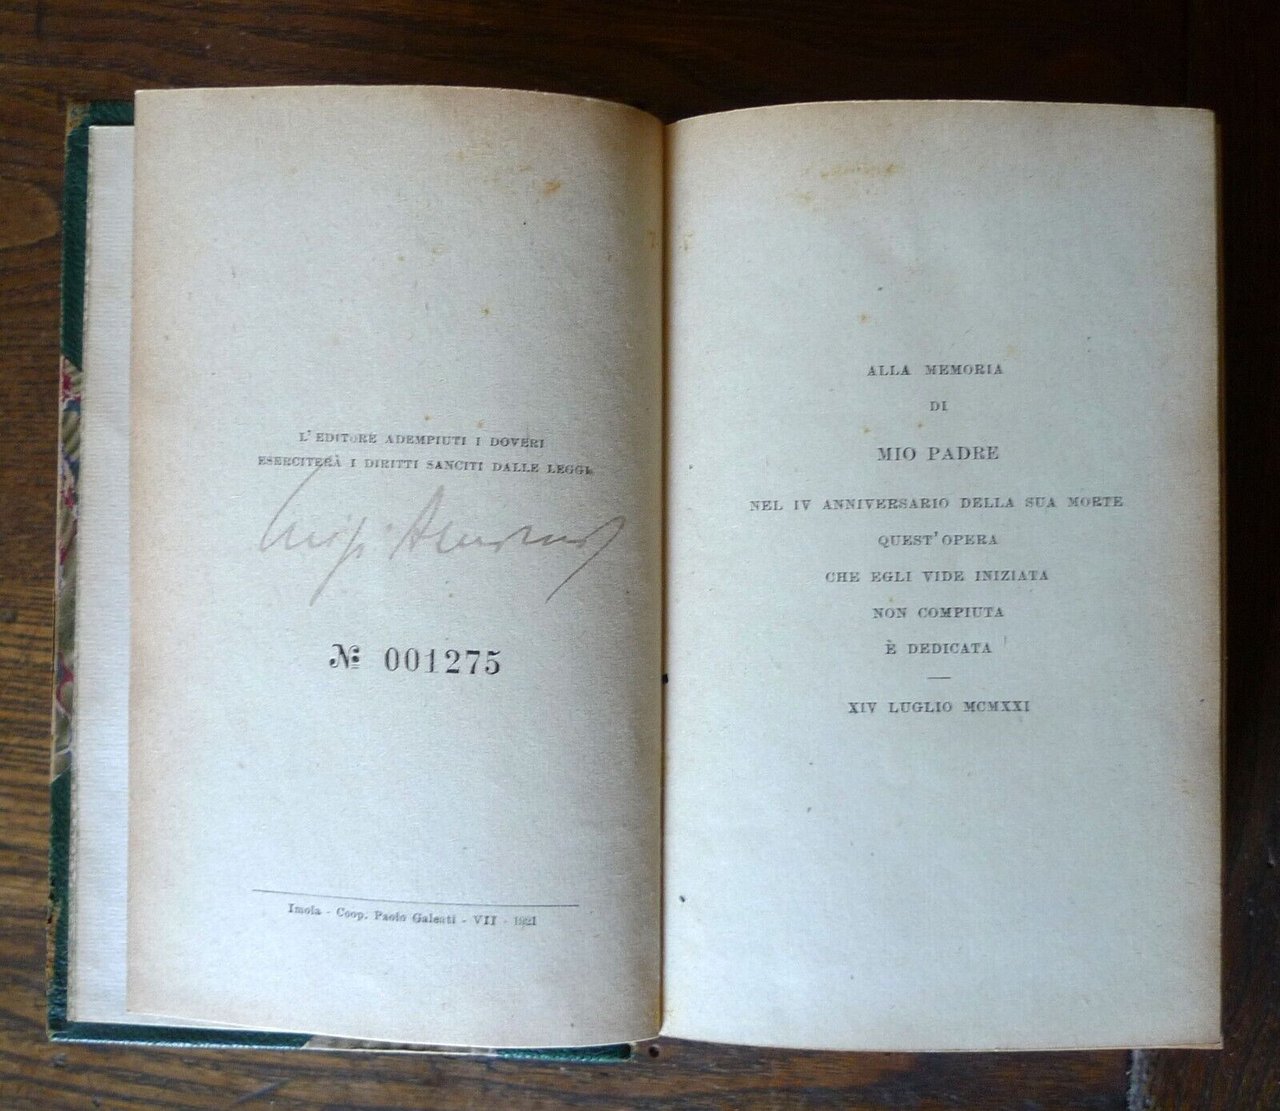 L'EDITORE ADEMPIUTI I DOVERI
ESERCITERÀ I DIRITTI SANCITI DALLE LEGGI.
Luigi
№ 001275
Imola - Coop. Paolo Galeati - VII - 1921
ALLA MEMORIA
DI
MIO PADRE
NEL IV ANNIVERSARIO DELLA SUA MORTE
QUEST'OPERA
CHE EGLI VIDE INIZIATA
NON COMPIUTA
È DEDICATA
XIV LUGLIO MCMXXI